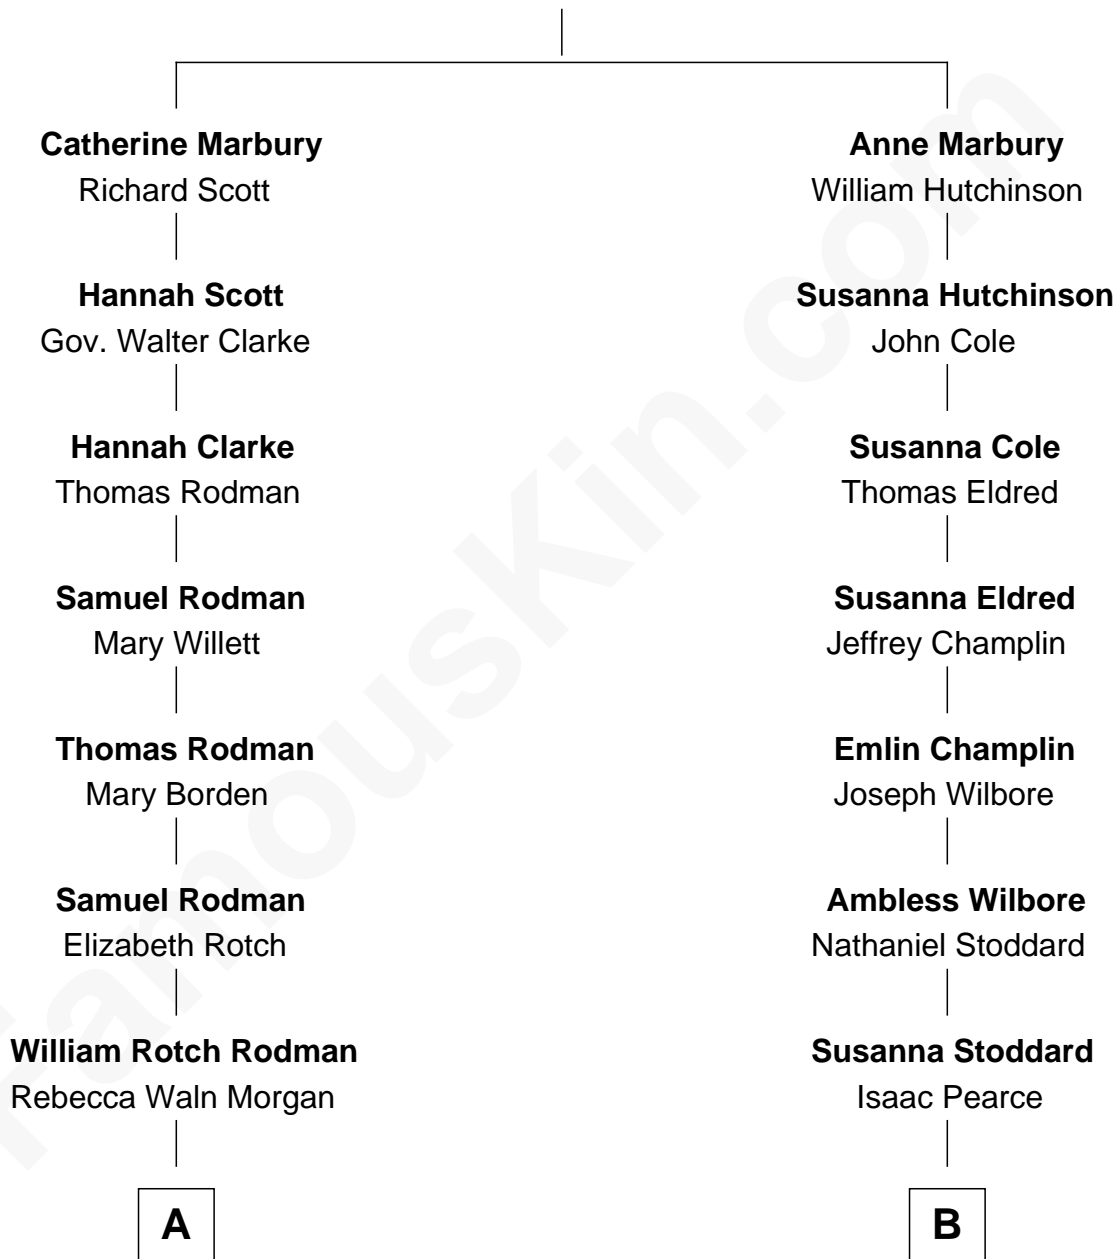 Catherine Marbury
Richard Scott
Hannah Scott
Gov. Walter Clarke
Hannah Clarke
Thomas Rodman
Samuel Rodman
Mary Willett
Thomas Rodman
Mary Borden
Samuel Rodman
Elizabeth Rotch
William Rotch Rodman
Rebecca Waln Morgan
A
Anne Marbury
William Hutchinson
Susanna Hutchinson
John Cole
Susanna Cole
Thomas Eldred
Susanna Eldred
Jeffrey Champlin
Emlin Champlin
Joseph Wilbore
Ambless Wilbore
Nathaniel Stoddard
Susanna Stoddard
Isaac Pearce
B
FamousKin.com